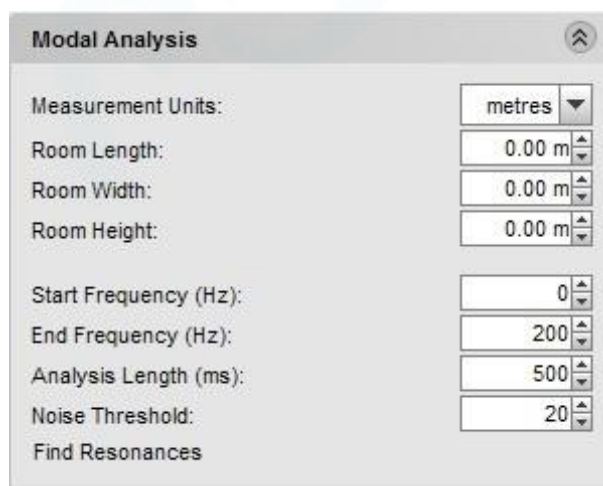 Modal Analysis
Measurement Units: metres
Room Length: 0.00 m
Room Width: 0.00 m
Room Height: 0.00 m
Start Frequency (Hz): 0
End Frequency (Hz): 200
Analysis Length (ms): 500
Noise Threshold: 20
Find Resonances